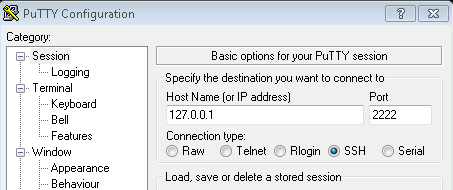 PuTTY Configuration
Category:
Session
Logging
Terminal
Keyboard
Bell
Features
Window
Appearance
Behaviour
Basic options for your PuTTY session
Specify the destination you want to connect to
Host Name (or IP address) Port
127.0.0.1 2222
Connection type:
Raw Telnet Rlogin SSH Serial
Load, save or delete a stored session